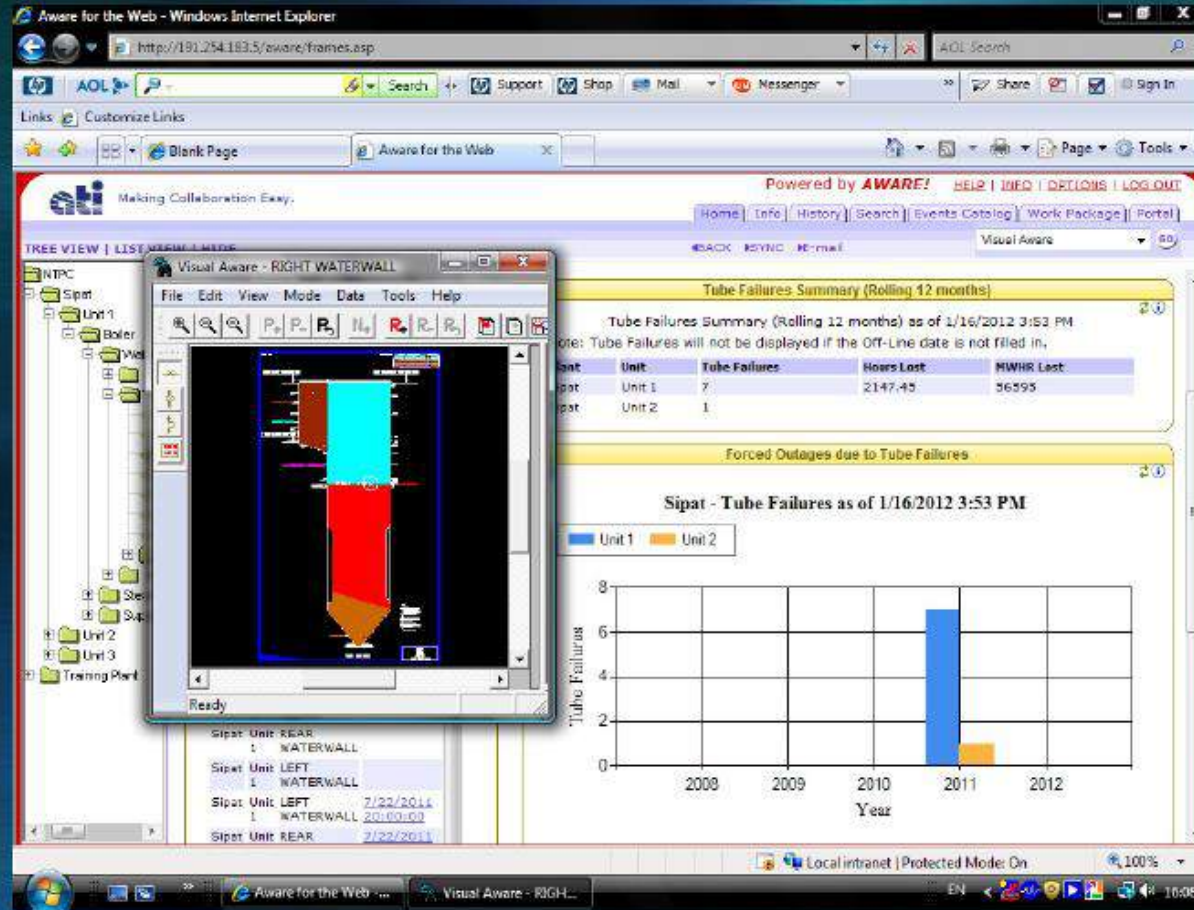 Aware for the Web - Windows Internet Explorer
http://191.254.183.5/aware/frames.asp
AOL Search
AOL Search Support Shop Mail Messenger Share Sign In
Links Customize Links
Blank Page Aware for the Web Page Tools
ati Making Collaboration Easy. Powered by AWARE! HELP | INFO | OPTIONS | LOG OUT
Home Info History Search Events Catalog Work Package Portal
TREE VIEW | LIST VIEW | HIDE BACK SYNC E-mail Visual Aware GO
NTPC
Sipat
Unit 1
Boiler
Unit 2
Unit 3
Training Plant
Visual Aware - RIGHT WATERWALL
File Edit View Mode Data Tools Help
Ready
Tube Failures Summary (Rolling 12 months)
Tube Failures Summary (Rolling 12 months) as of 1/16/2012 3:53 PM
Tube Failures will not be displayed if the Off-Line date is not filled in.
Unit Tube Failures Hours Lost MWHR Lost
Unit 1 7 2147.45 56595
Unit 2 1
Forced Outages due to Tube Failures
Sipat - Tube Failures as of 1/16/2012 3:53 PM
Unit 1 Unit 2
Tube Failures
8
6
4
2
0
2008 2009 2010 2011 2012
Year
Sipat Unit REAR
1 WATERWALL
Sipat Unit LEFT
1 WATERWALL
Sipat Unit LEFT 7/22/2011
1 WATERWALL 20:00:00
Sipat Unit REAR 7/22/2011
Local intranet | Protected Mode: On 100%
Aware for the Web -... Visual Aware - RIGH... EN 16:08